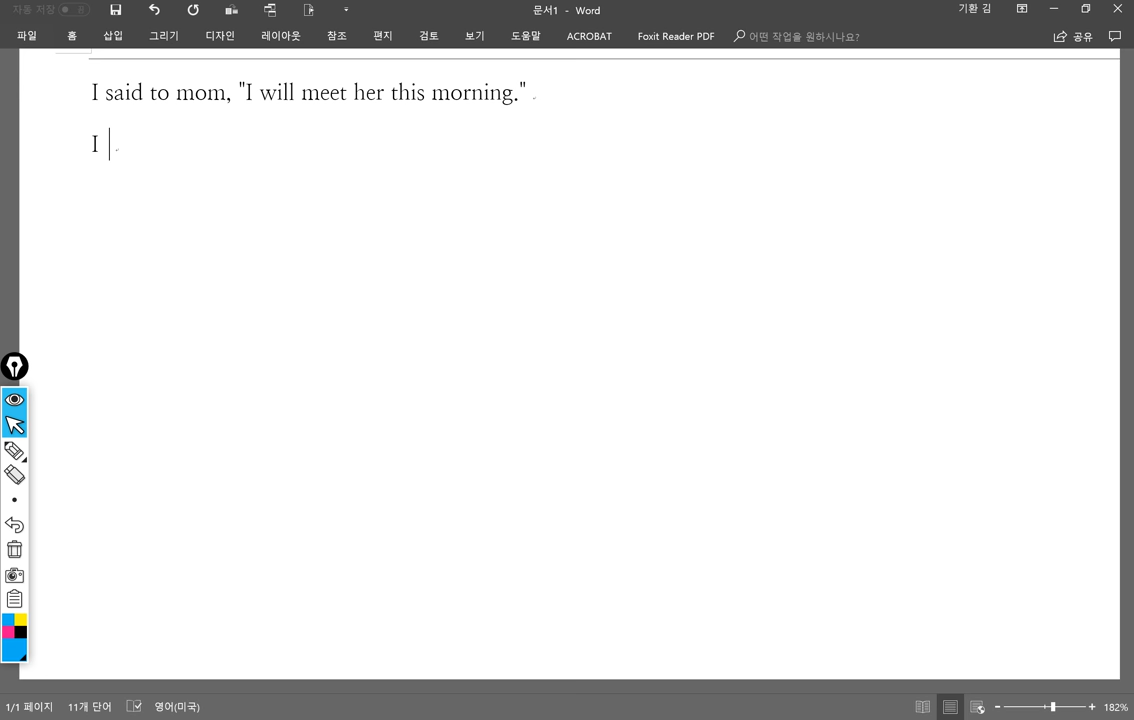 자동 저장
문서1 - Word
기환 김
파일 홈 삽입 그리기 디자인 레이아웃 참조 편지 검토 보기 도움말 ACROBAT Foxit Reader PDF 어떤 작업을 원하시나요? 공유
I said to mom, "I will meet her this morning."
I
1/1 페이지 11개 단어 영어(미국) 182%